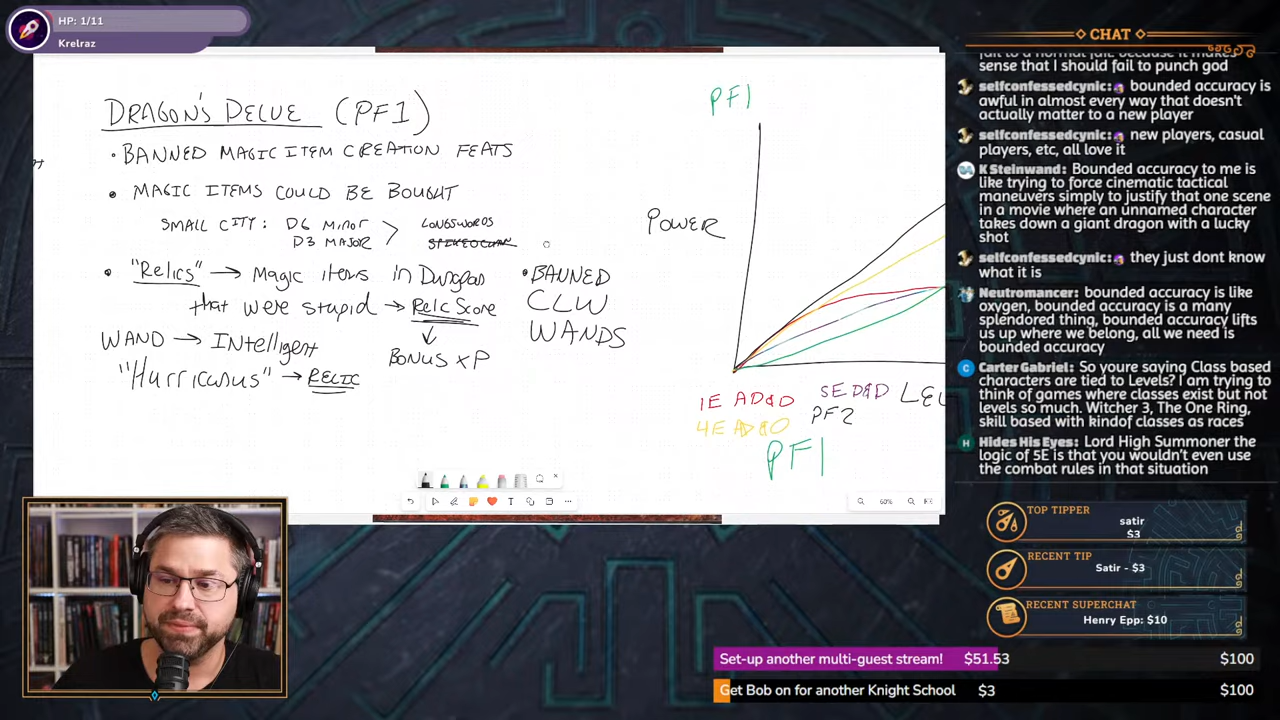 HP: 1/11
Krelraz
DRAGON'S DELVE (PF1)
• BANNED MAGIC ITEM CREATION FEATS
• MAGIC ITEMS COULD BE BOUGHT
SMALL CITY: D6 MINOR > LONGSWORDS
D3 MAJOR
• "Relics" → Magic items in Dungeon
that were stupid → Relic Score
↓
BONUS XP
WAND → INTelligent
"Hurricanus" → RELIC
• BANNED
CLW
WANDS
PF1
POWER
1E AD&D
5E D&D
LEV
4E AD&D
PF2
PF1
60%
CHAT
fail to a normal fail. because it makes
sense that I should fail to punch god
selfconfessedcynic: bounded accuracy is
awful in almost every way that doesn't
actually matter to a new player
selfconfessedcynic: new players, casual
players, etc, all love it
K Steinwand: Bounded accuracy to me is
like trying to force cinematic tactical
maneuvers simply to justify that one scene
in a movie where an unnamed character
takes down a giant dragon with a lucky
shot
selfconfessedcynic: they just dont know
what it is
Neutromancer: bounded accuracy is like
oxygen, bounded accuracy is a many
splendored thing, bounded accuracy lifts
us up where we belong, all we need is
bounded accuracy
Carter Gabriel: So youre saying Class based
characters are tied to Levels? I am trying to
think of games where classes exist but not
levels so much. Witcher 3, The One Ring,
skill based with kindof classes as races
Hides His Eyes: Lord High Summoner the
logic of 5E is that you wouldn't even use
the combat rules in that situation
TOP TIPPER
satir
$3
RECENT TIP
Satir - $3
RECENT SUPERCHAT
Henry Epp: $10
Set-up another multi-guest stream! $51.53 $100
Get Bob on for another Knight School $3 $100